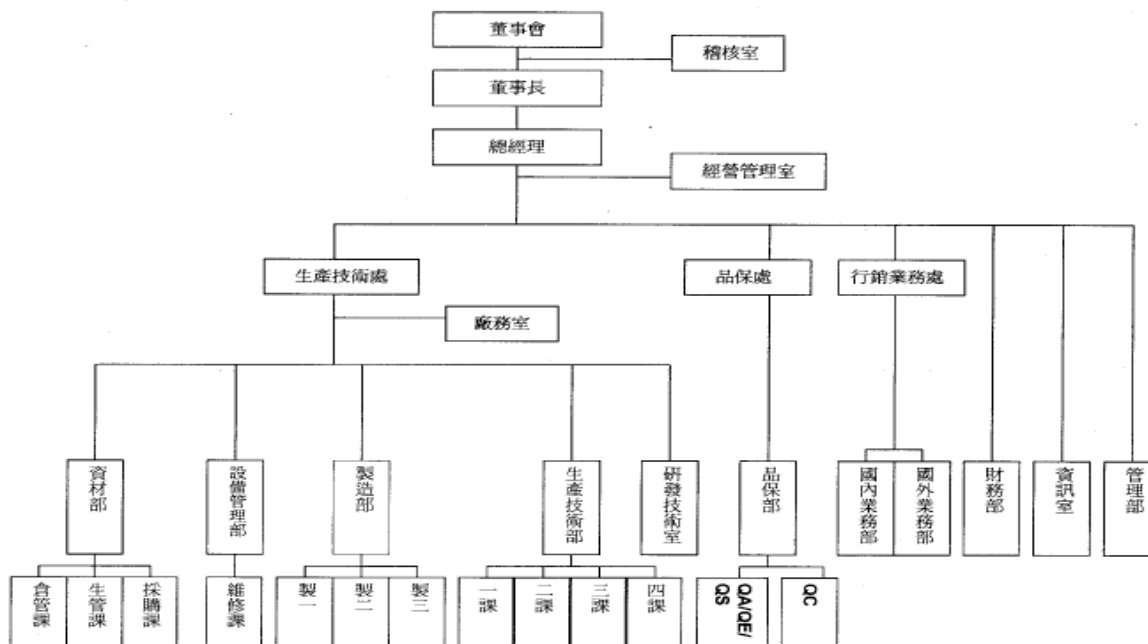 董事會
稽核室
董事長
總經理
經營管理室
生產技術處
品保處
行銷業務處
廠務室
資材部
設備管理部
製造部
生產技術部
研發技術室
品保部
國內業務部
國外業務部
財務部
資訊室
管理部
倉管課
生管課
採購課
維修課
製一
製二
製三
一課
二課
三課
四課
QA/QE/
QS
QC